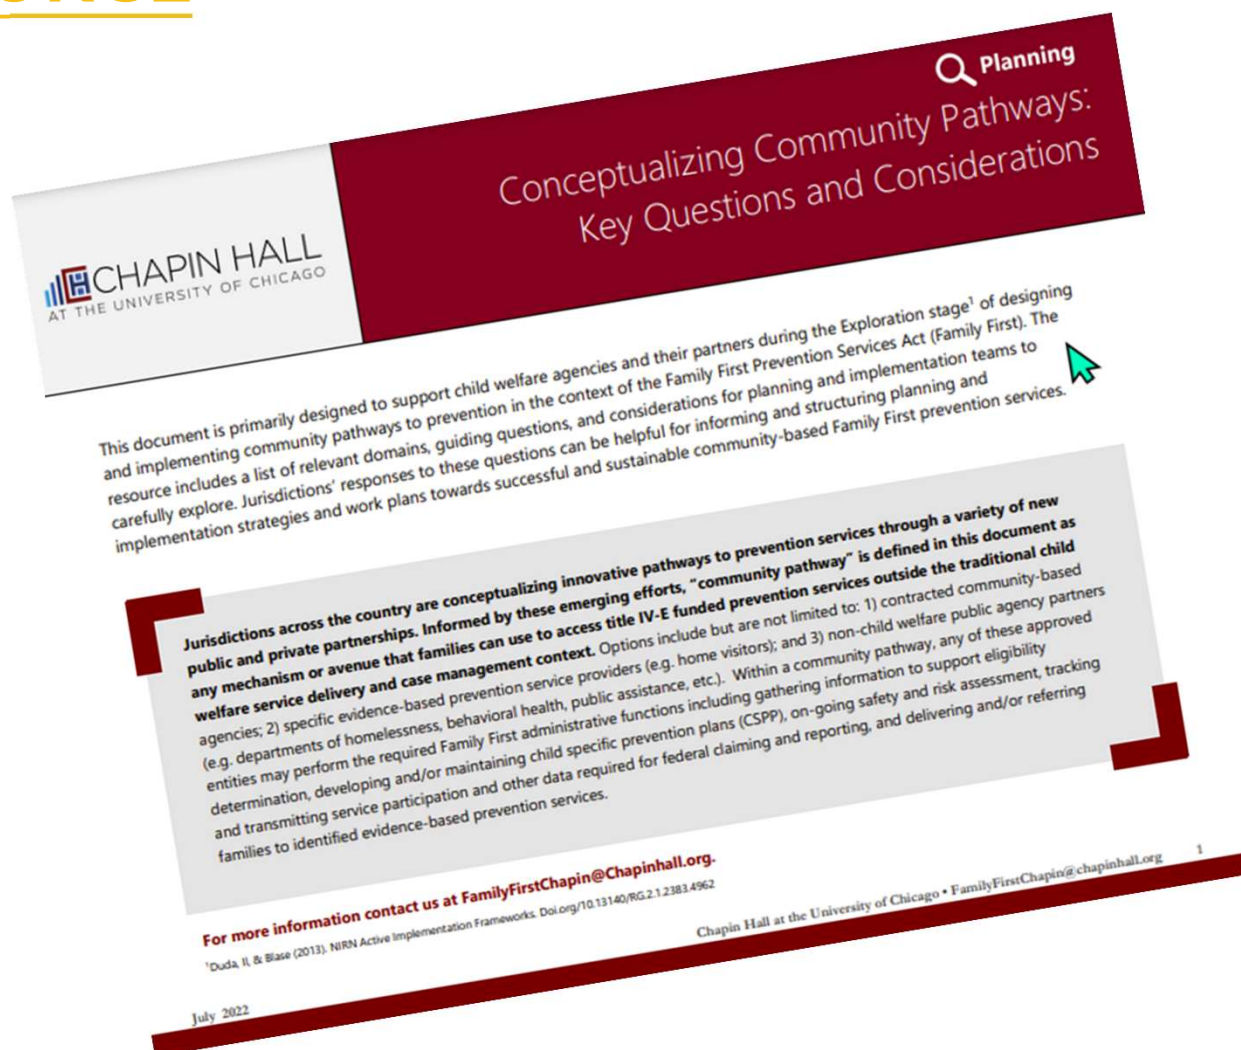 Planning
Conceptualizing Community Pathways:
Key Questions and Considerations
CHAPIN HALL
AT THE UNIVERSITY OF CHICAGO
This document is primarily designed to support child welfare agencies and their partners during the Exploration stage¹ of designing
and implementing community pathways to prevention in the context of the Family First Prevention Services Act (Family First). The
resource includes a list of relevant domains, guiding questions, and considerations for planning and implementation teams to
carefully explore. Jurisdictions' responses to these questions can be helpful for informing and structuring planning and
implementation strategies and work plans towards successful and sustainable community-based Family First prevention services.
Jurisdictions across the country are conceptualizing innovative pathways to prevention services through a variety of new
public and private partnerships. Informed by these emerging efforts, "community pathway" is defined in this document as
any mechanism or avenue that families can use to access title IV-E funded prevention services outside the traditional child
welfare service delivery and case management context. Options include but are not limited to: 1) contracted community-based
agencies; 2) specific evidence-based prevention service providers (e.g. home visitors); and 3) non-child welfare public agency partners
(e.g. departments of homelessness, behavioral health, public assistance, etc.). Within a community pathway, any of these approved
entities may perform the required Family First administrative functions including gathering information to support eligibility
determination, developing and/or maintaining child specific prevention plans (CSPP), on-going safety and risk assessment, tracking
and transmitting service participation and other data required for federal claiming and reporting, and delivering and/or referring
families to identified evidence-based prevention services.
For more information contact us at FamilyFirstChapin@Chapinhall.org.
¹Duda, II, & Blase (2013). NIRN Active Implementation Frameworks. Doi.org/10.13140/RG.2.1.2383.4962
Chapin Hall at the University of Chicago • FamilyFirstChapin@chapinhall.org 1
July 2022